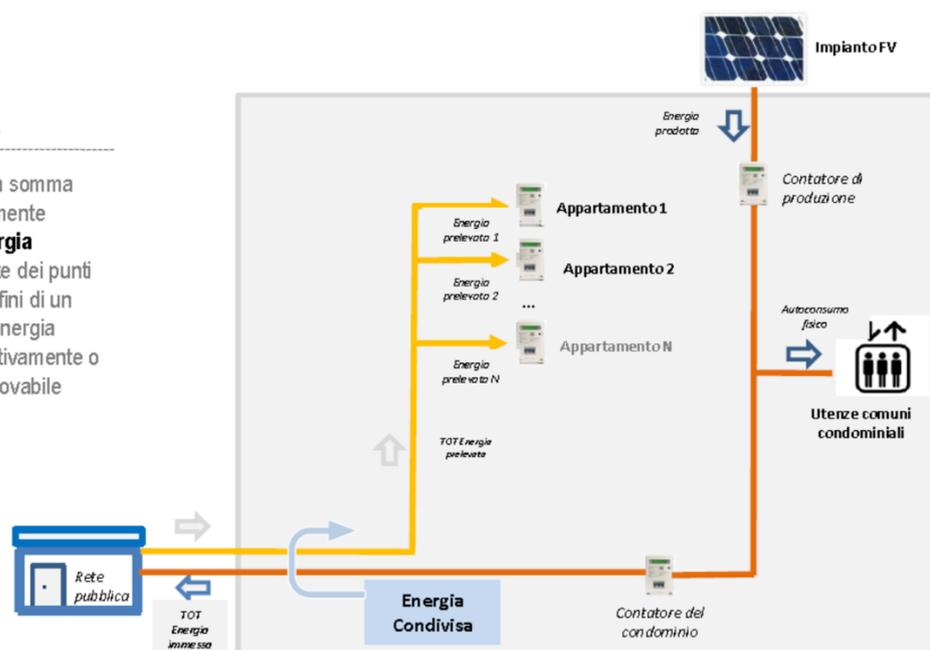 Impianto FV
Energia
prodotta
Contatore di
produzione
somma
mente
rgia
te dei punti
fini di un
nergia
tivamente o
ovabile
Appartamento 1
Energia
prelevata 1
Appartamento 2
Energia
prelevata 2
...
Appartamento N
Energia
prelevata N
Autoconsumo
fisico
Utenze comuni
condominiali
TOT Energia
prelevata
Rete
pubblica
TOT
Energia
immessa
Energia
Condivisa
Contatore del
condominio